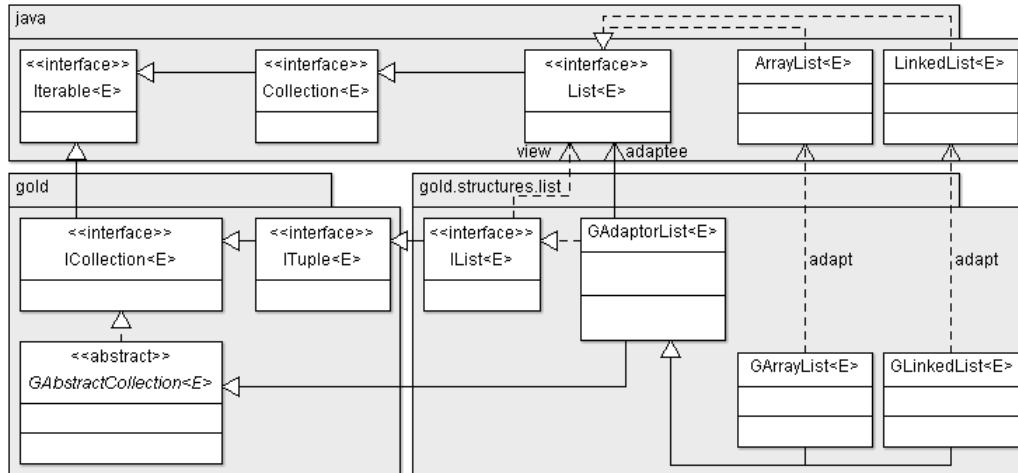 java
<<interface>>
Iterable<E>
<<interface>>
Collection<E>
<<interface>>
List<E>
ArrayList<E>
LinkedList<E>
view
adaptee
gold
gold.structures.list
<<interface>>
ICollection<E>
<<interface>>
ITuple<E>
<<interface>>
IList<E>
GAdaptorList<E>
adapt
adapt
<<abstract>>
GAbstractCollection<E>
GArrayList<E>
GLinkedList<E>